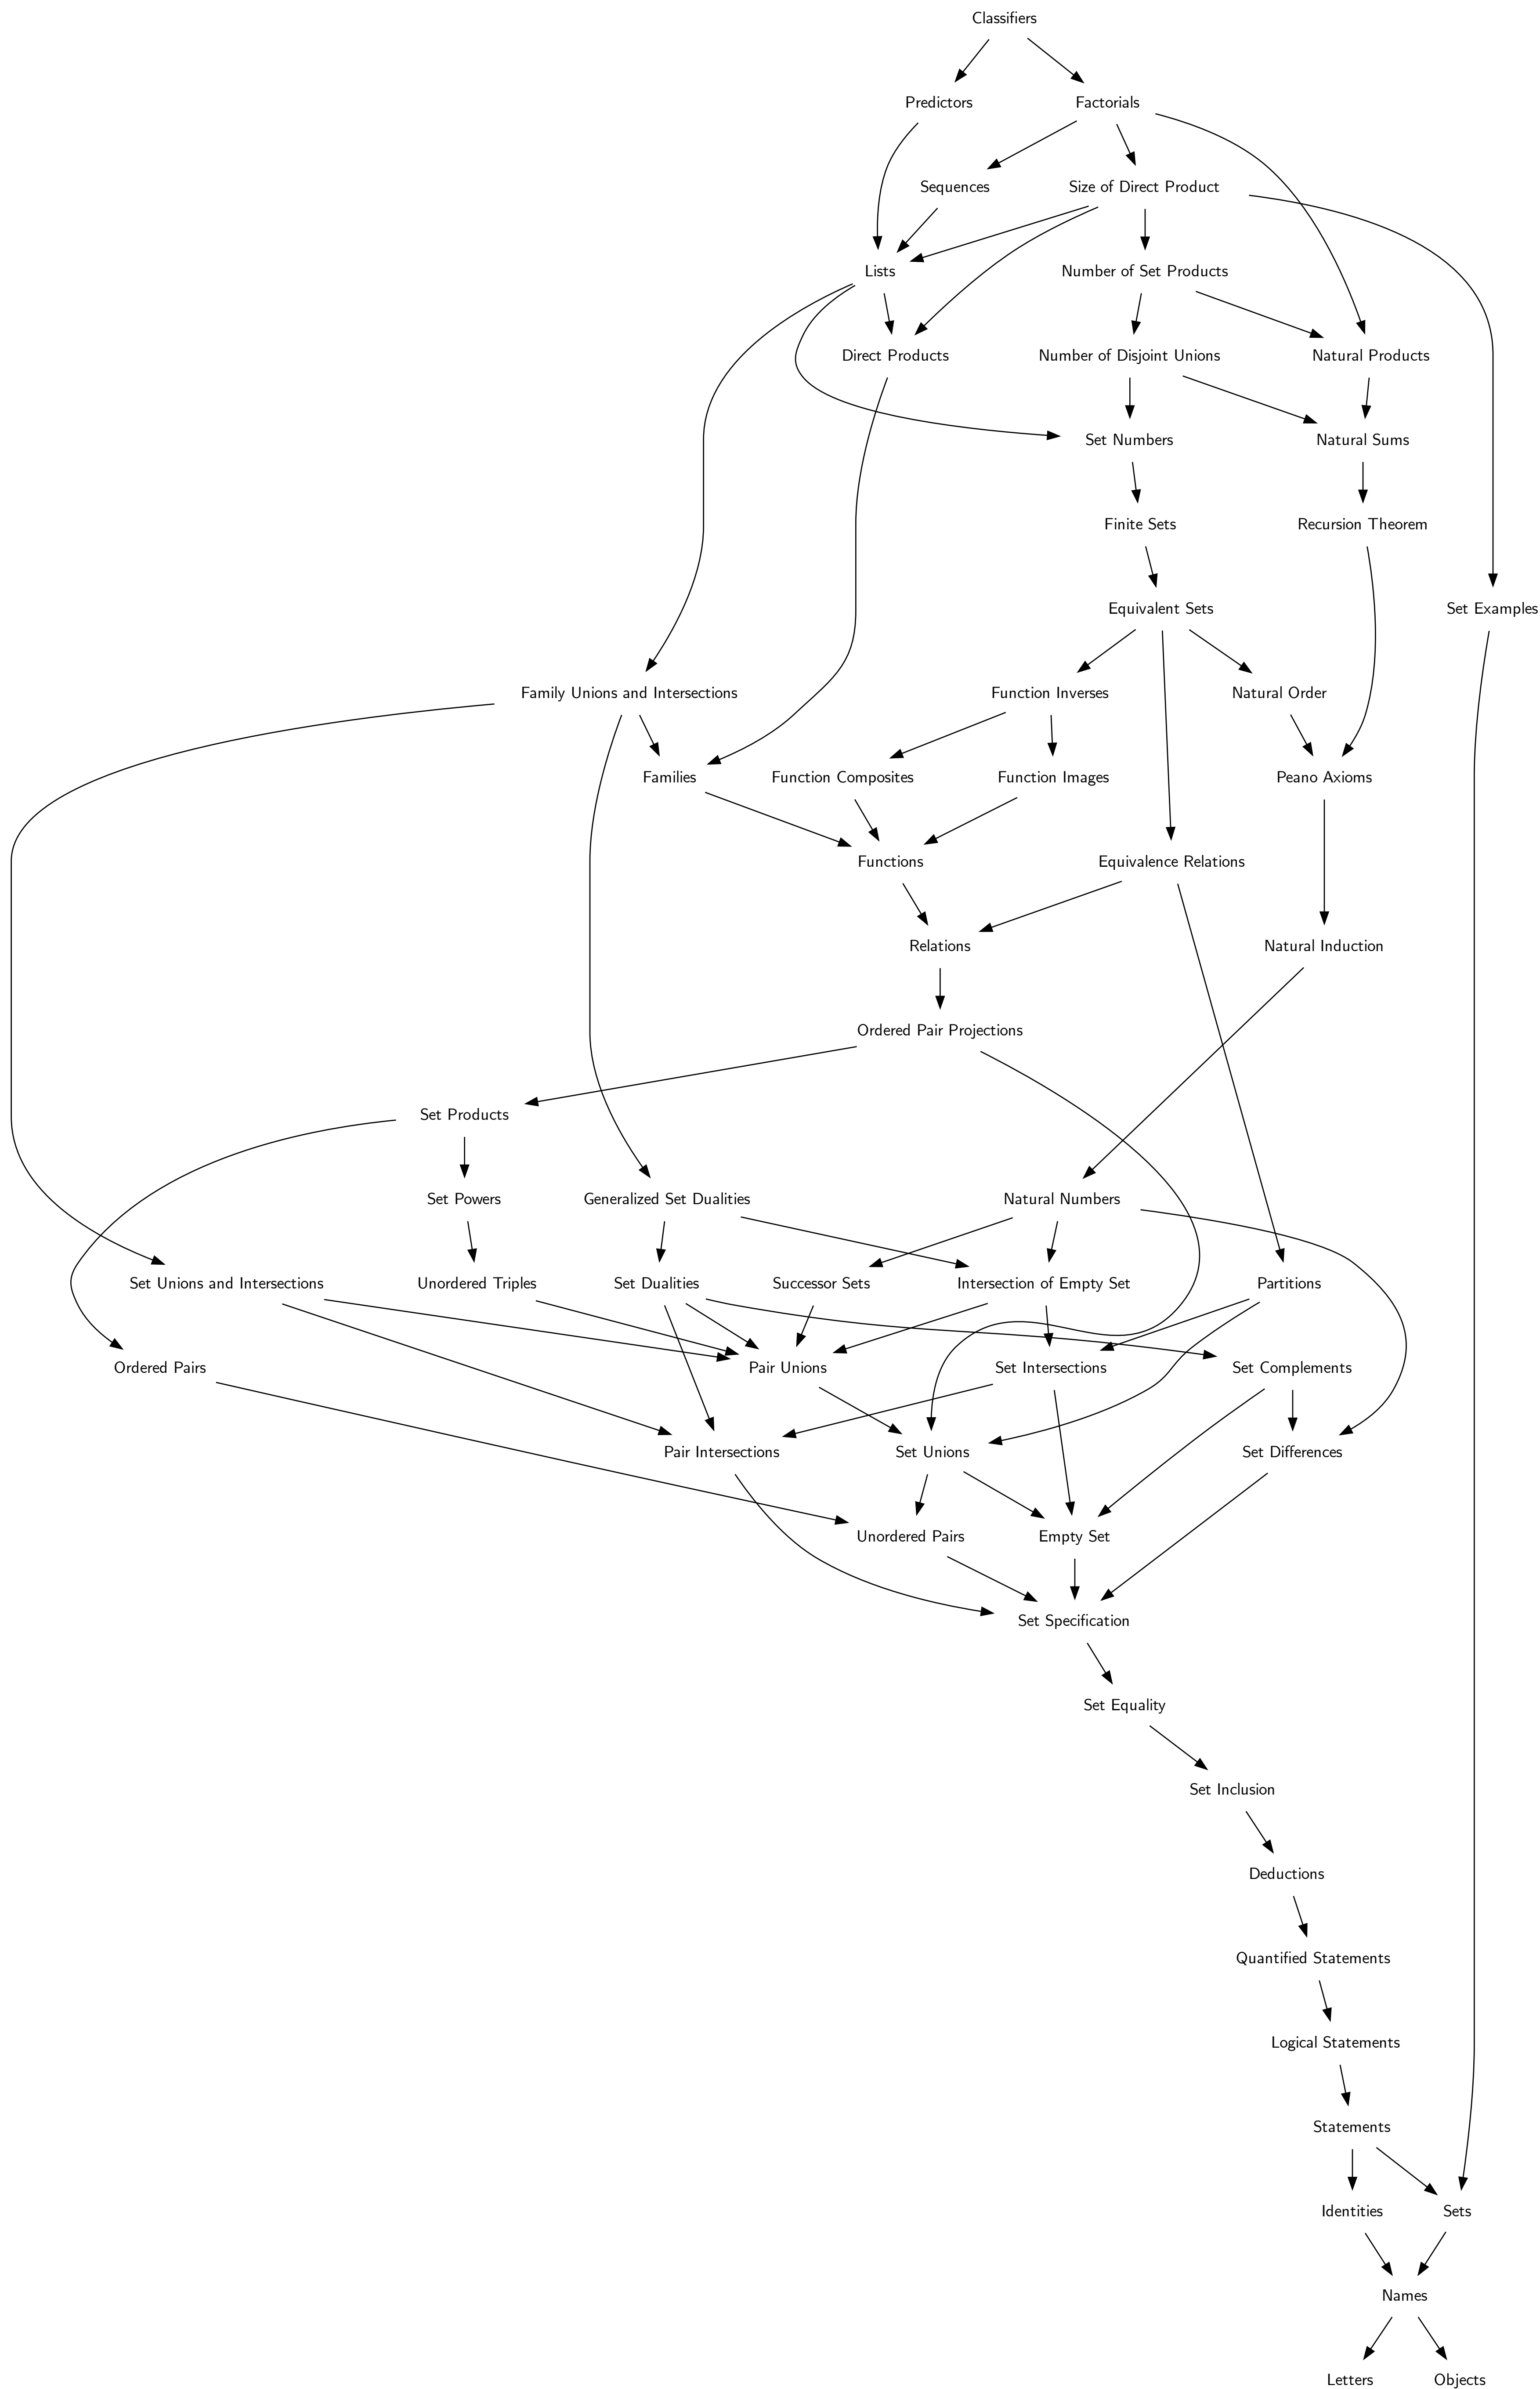 Classifiers
Predictors
Factorials
Sequences
Size of Direct Product
Lists
Number of Set Products
Direct Products
Number of Disjoint Unions
Natural Products
Set Numbers
Natural Sums
Finite Sets
Recursion Theorem
Equivalent Sets
Set Examples
Family Unions and Intersections
Function Inverses
Natural Order
Families
Function Composites
Function Images
Peano Axioms
Functions
Equivalence Relations
Relations
Natural Induction
Ordered Pair Projections
Set Products
Set Powers
Generalized Set Dualities
Natural Numbers
Set Unions and Intersections
Unordered Triples
Set Dualities
Successor Sets
Intersection of Empty Set
Partitions
Ordered Pairs
Pair Unions
Set Intersections
Set Complements
Pair Intersections
Set Unions
Set Differences
Unordered Pairs
Empty Set
Set Specification
Set Equality
Set Inclusion
Deductions
Quantified Statements
Logical Statements
Statements
Identities
Sets
Names
Letters
Objects